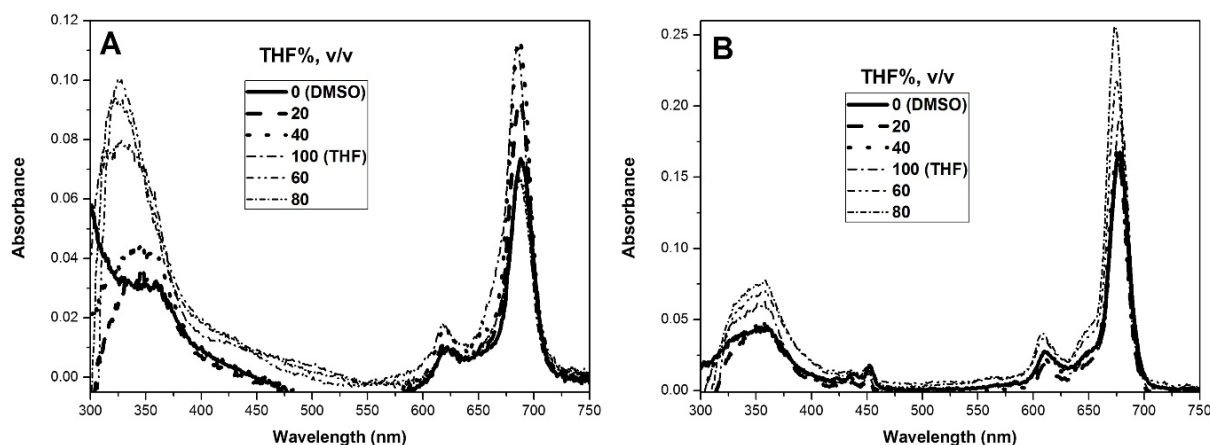 A
THF%, v/v
0 (DMSO)
20
40
100 (THF)
60
80
0.12
0.10
0.08
0.06
0.04
0.02
0.00
Absorbance
300 350 400 450 500 550 600 650 700 750
Wavelength (nm)
B
THF%, v/v
0 (DMSO)
20
40
100 (THF)
60
80
0.25
0.20
0.15
0.10
0.05
0.00
Absorbance
300 350 400 450 500 550 600 650 700 750
Wavelength (nm)